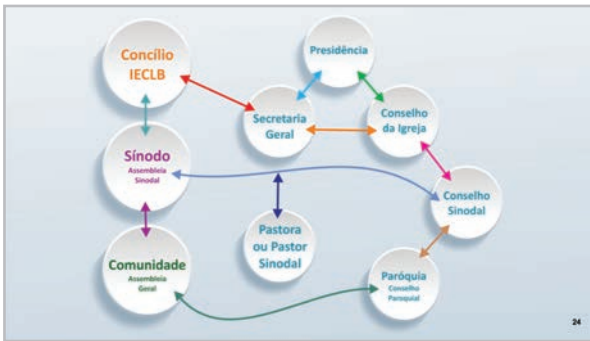 Concílio
IECLB
Presidência
Secretaria
Geral
Conselho
da Igreja
Sínodo
Assembleia
Sinodal
Conselho
Sinodal
Pastora
ou Pastor
Sinodal
Comunidade
Assembleia
Geral
Paróquia
Conselho
Paroquial
24